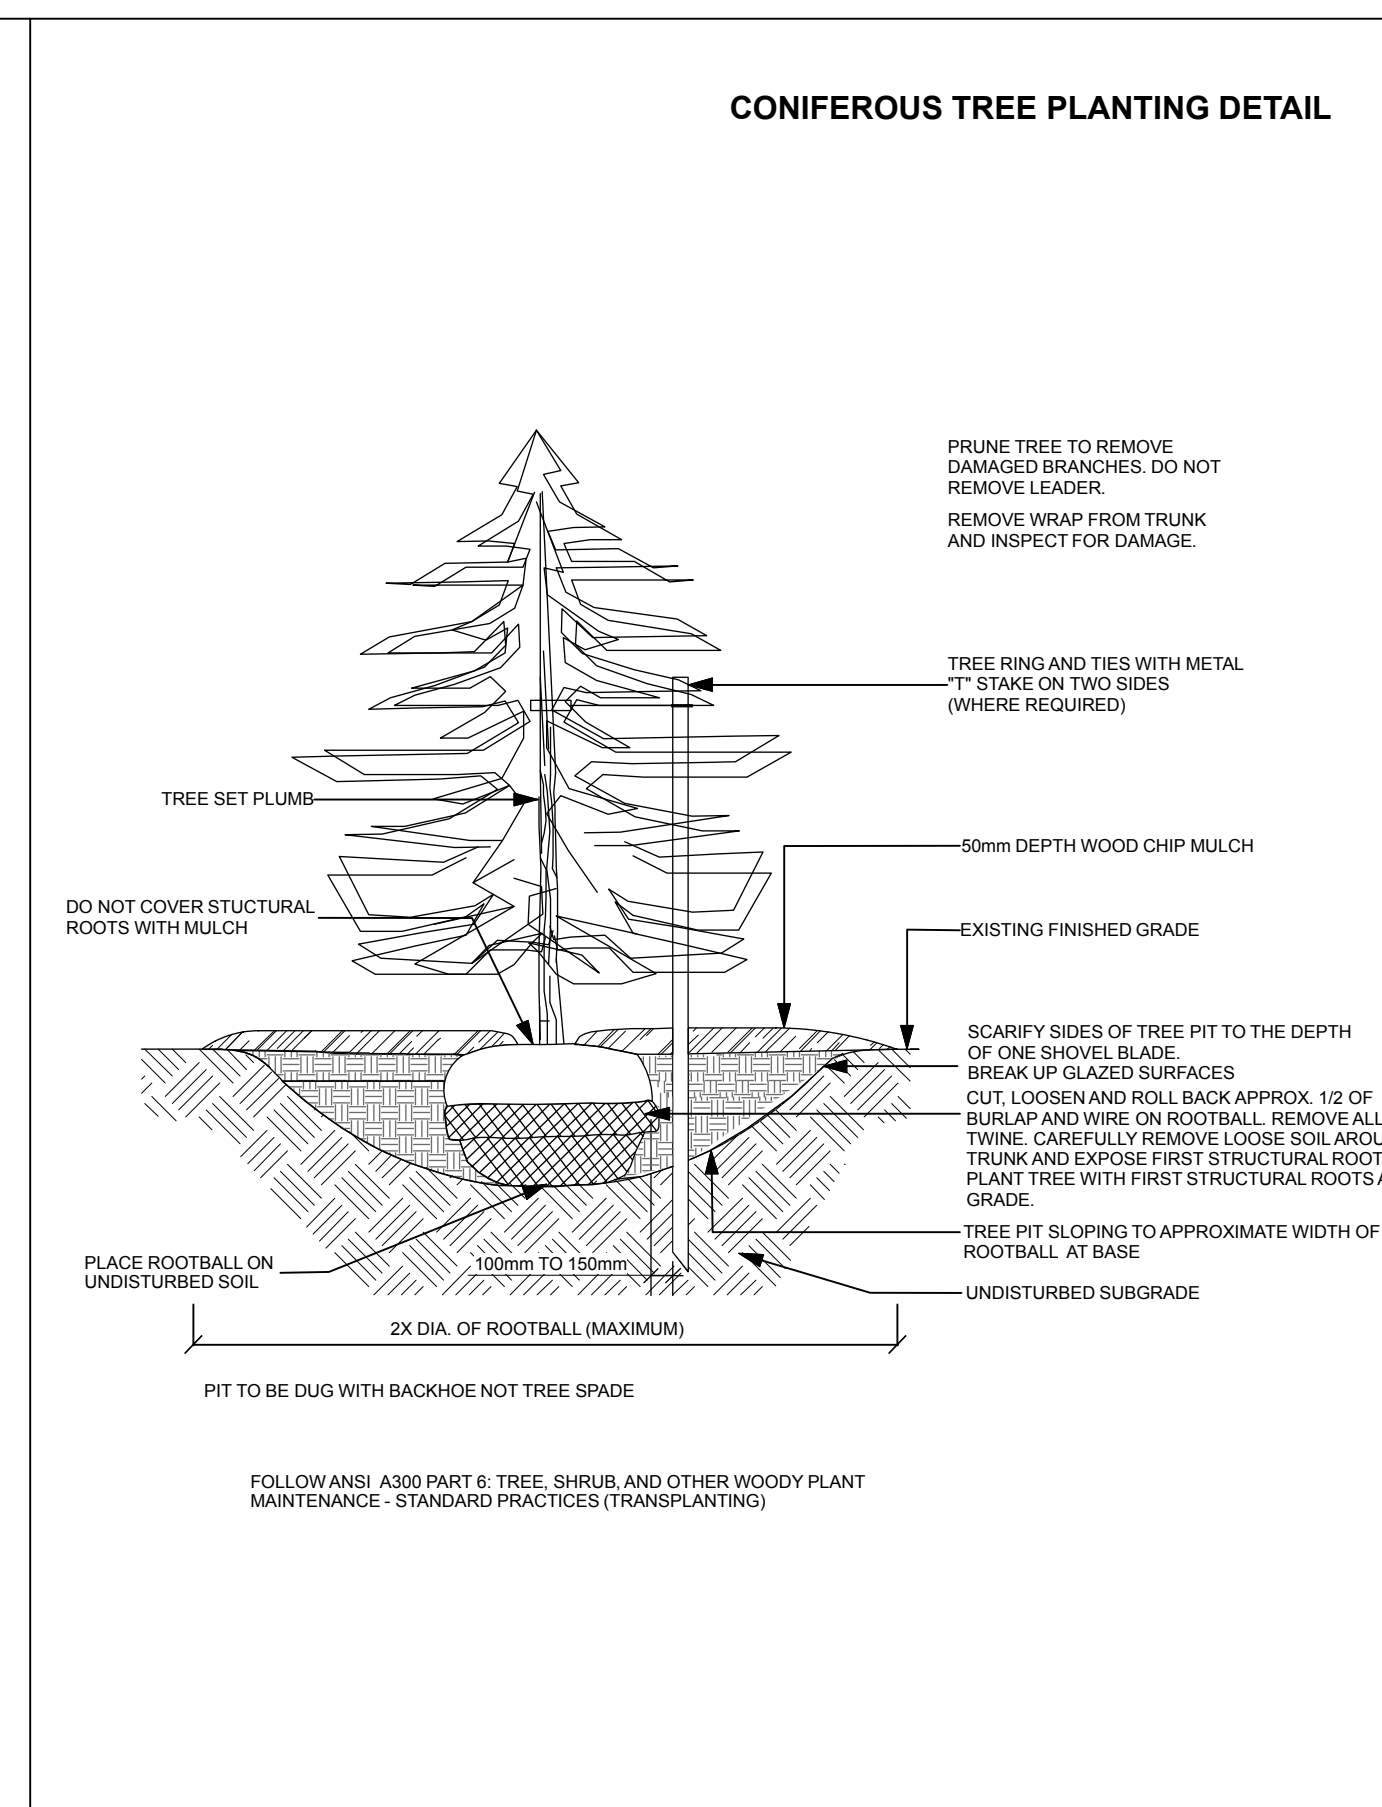 CONIFEROUS TREE PLANTING DETAIL
PRUNE TREE TO REMOVE
DAMAGED BRANCHES. DO NOT
REMOVE LEADER.
REMOVE WRAP FROM TRUNK
AND INSPECT FOR DAMAGE.
TREE RING AND TIES WITH METAL
"T" STAKE ON TWO SIDES
(WHERE REQUIRED)
TREE SET PLUMB
50mm DEPTH WOOD CHIP MULCH
DO NOT COVER STUCTURAL
ROOTS WITH MULCH
EXISTING FINISHED GRADE
SCARIFY SIDES OF TREE PIT TO THE DEPTH
OF ONE SHOVEL BLADE.
BREAK UP GLAZED SURFACES
CUT, LOOSEN AND ROLL BACK APPROX. 1/2 OF
BURLAP AND WIRE ON ROOTBALL. REMOVE ALL
TWINE. CAREFULLY REMOVE LOOSE SOIL
TRUNK AND EXPOSE FIRST STRUCTURAL
PLANT TREE WITH FIRST STRUCTURAL ROOTS
GRADE.
TREE PIT SLOPING TO APPROXIMATE WIDTH OF
ROOTBALL AT BASE
PLACE ROOTBALL ON
UNDISTURBED SOIL
100mm TO 150mm
UNDISTURBED SUBGRADE
2X DIA. OF ROOTBALL (MAXIMUM)
PIT TO BE DUG WITH BACKHOE NOT TREE SPADE
FOLLOW ANSI A300 PART 6: TREE, SHRUB, AND OTHER WOODY PLANT
MAINTENANCE - STANDARD PRACTICES (TRANSPLANTING)